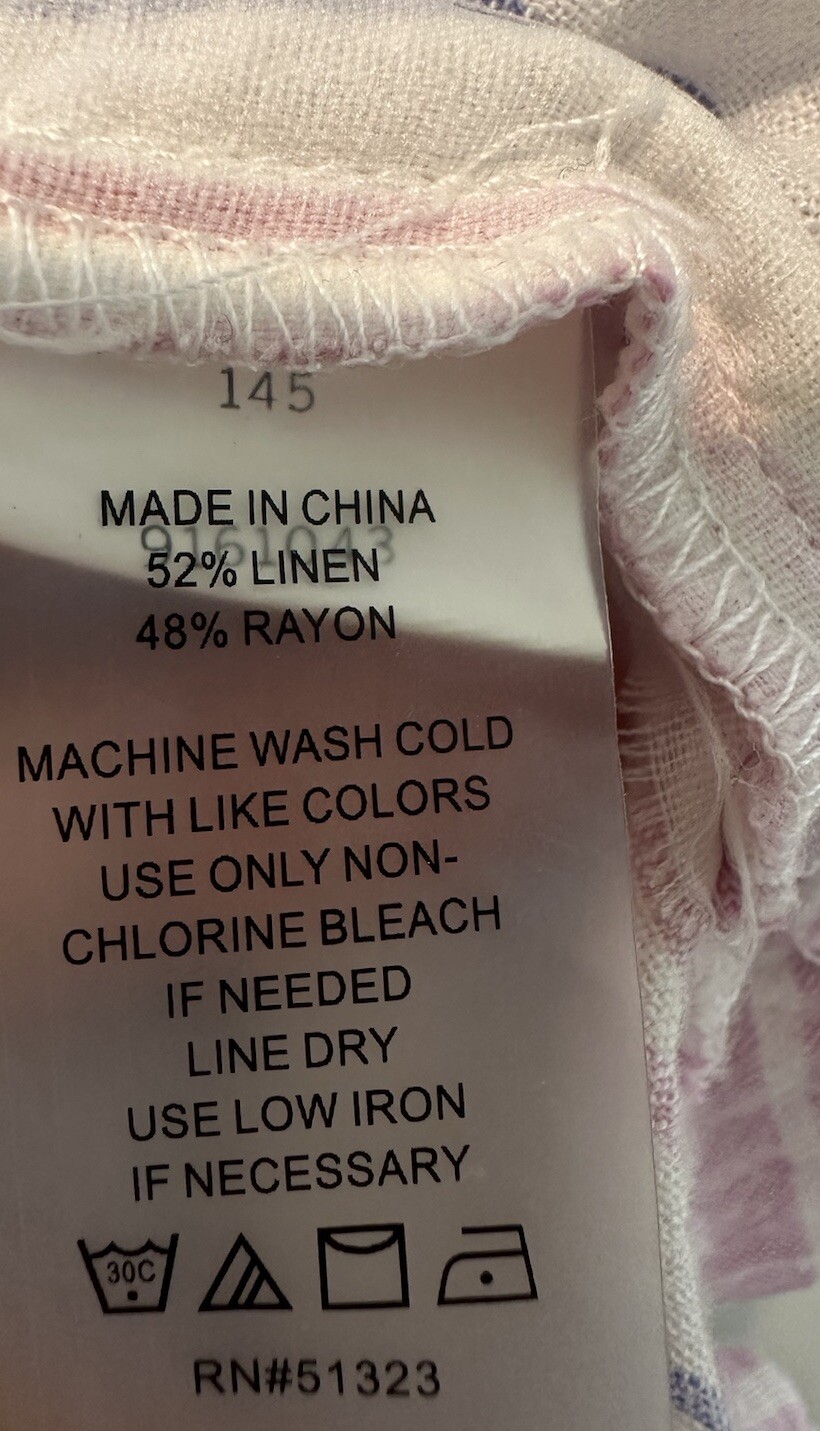 145
MADE IN CHINA
9161043
52% LINEN
48% RAYON
MACHINE WASH COLD
WITH LIKE COLORS
USE ONLY NON-
CHLORINE BLEACH
IF NEEDED
LINE DRY
USE LOW IRON
IF NECESSARY
30C
RN#51323